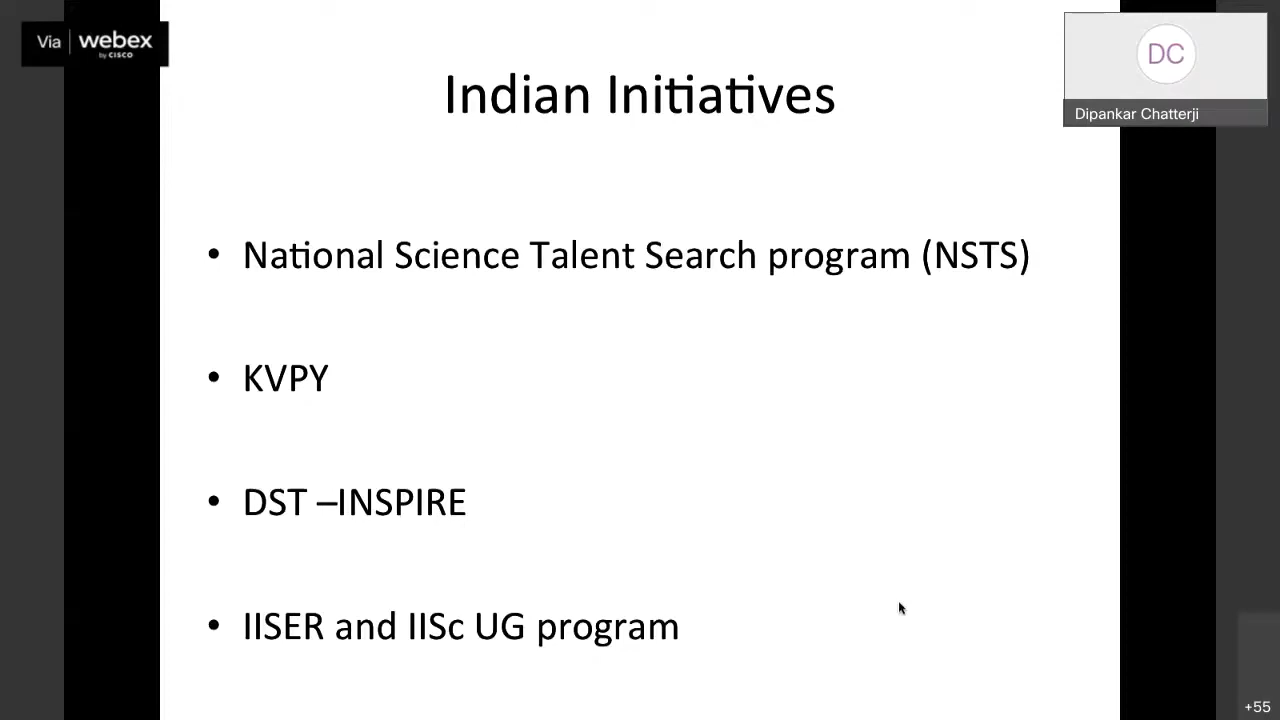 Via webex
by CISCO
DC
Dipankar Chatterji
Indian Initiatives
• National Science Talent Search program (NSTS)
• KVPY
• DST –INSPIRE
• IISER and IISc UG program
+55